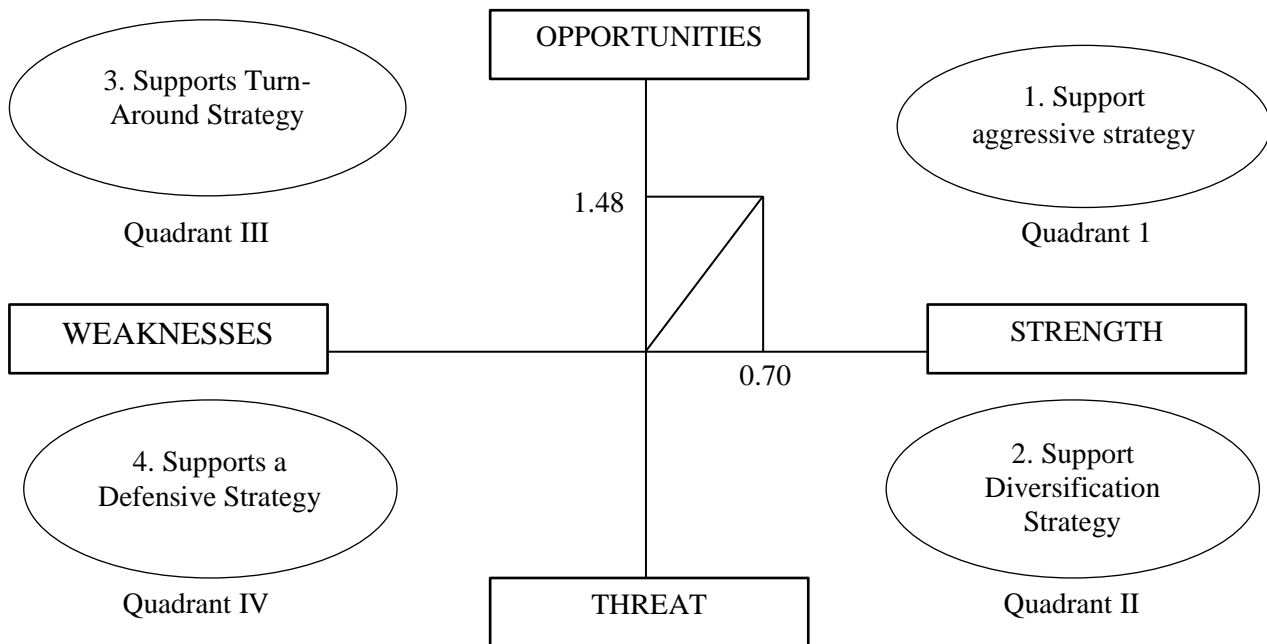 OPPORTUNITIES
3. Supports Turn-
Around Strategy
1. Support
aggressive strategy
1.48
Quadrant III
Quadrant 1
WEAKNESSES
STRENGTH
0.70
4. Supports a
Defensive Strategy
2. Support
Diversification
Strategy
Quadrant IV
THREAT
Quadrant II